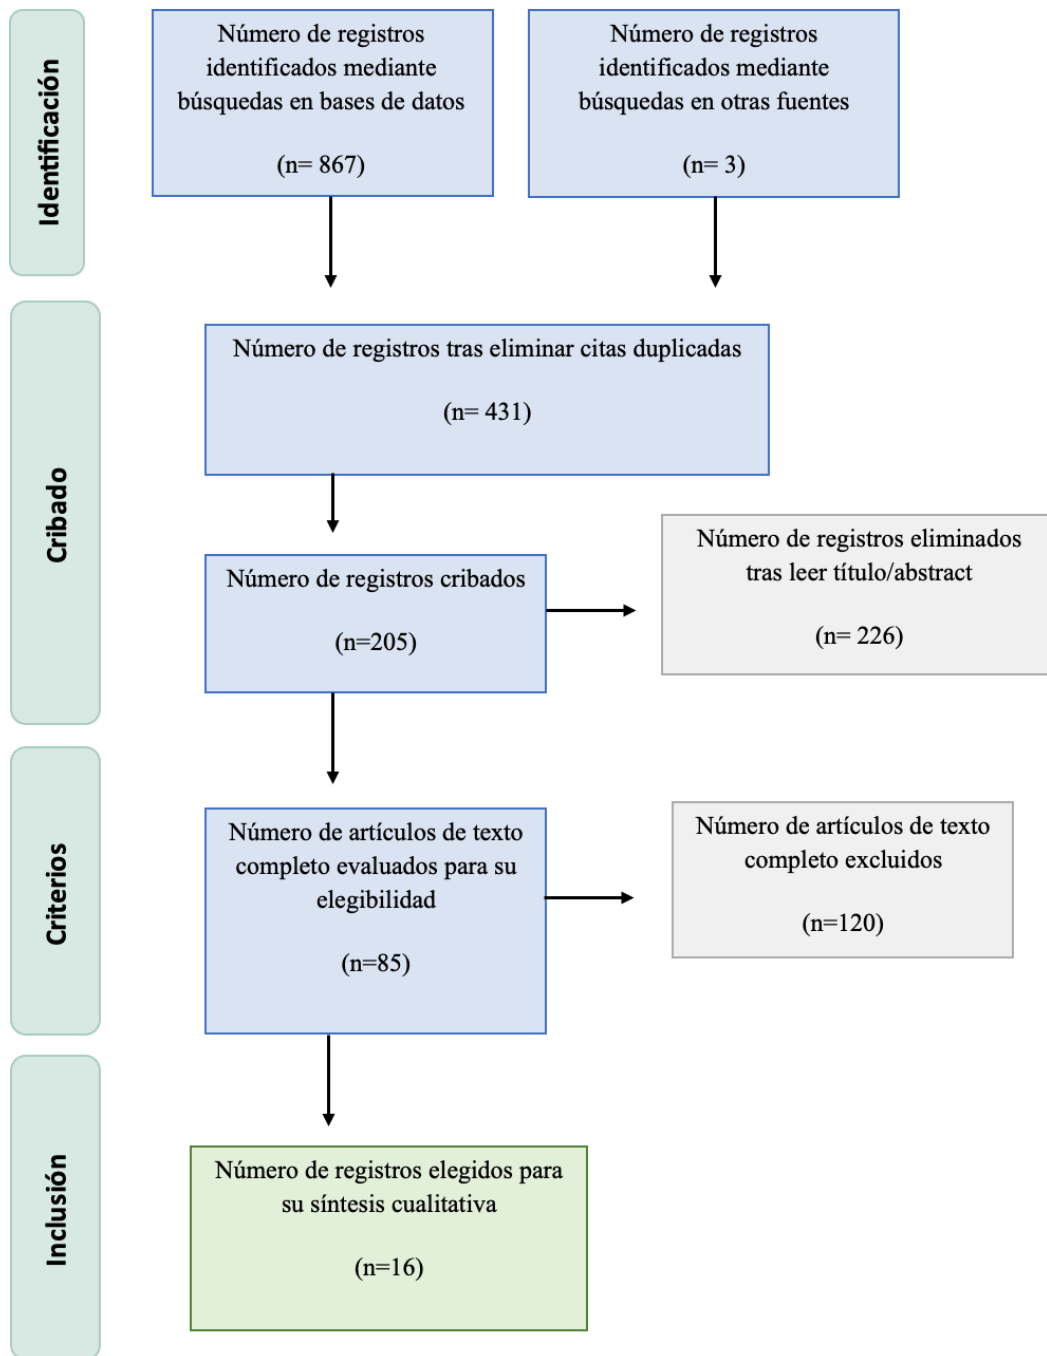 Identificación
Número de registros
identificados mediante
búsquedas en bases de datos
(n= 867)
Número de registros
identificados mediante
búsquedas en otras fuentes
(n= 3)
Cribado
Número de registros tras eliminar citas duplicadas
(n= 431)
Número de registros cribados
(n=205)
Número de registros eliminados
tras leer título/abstract
(n= 226)
Criterios
Número de artículos de texto
completo evaluados para su
elegibilidad
(n=85)
Número de artículos de texto
completo excluidos
(n=120)
Inclusión
Número de registros elegidos para
su síntesis cualitativa
(n=16)